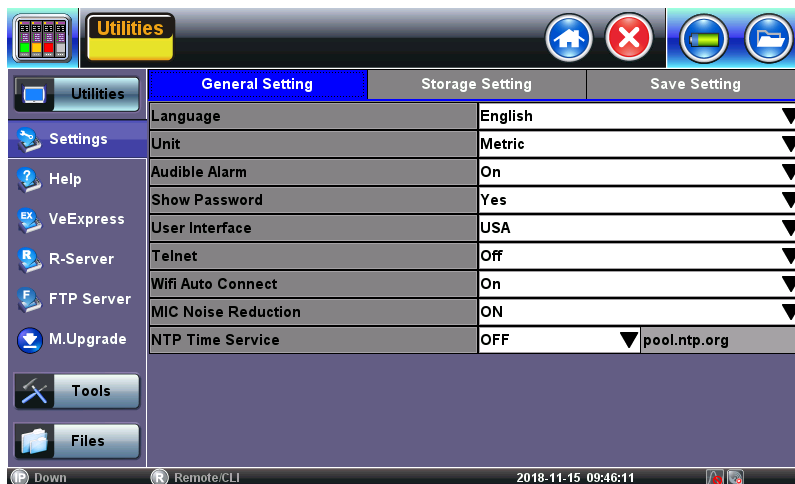 Utilities
Utilities
General Setting Storage Setting Save Setting
Language English
Settings
Unit Metric
Audible Alarm On
Help
Show Password Yes
VeExpress
User Interface USA
R-Server
Telnet Off
Wifi Auto Connect On
FTP Server
MIC Noise Reduction ON
M.Upgrade
NTP Time Service OFF pool.ntp.org
Tools
Files
IP Down R Remote/CLI 2018-11-15 09:46:11